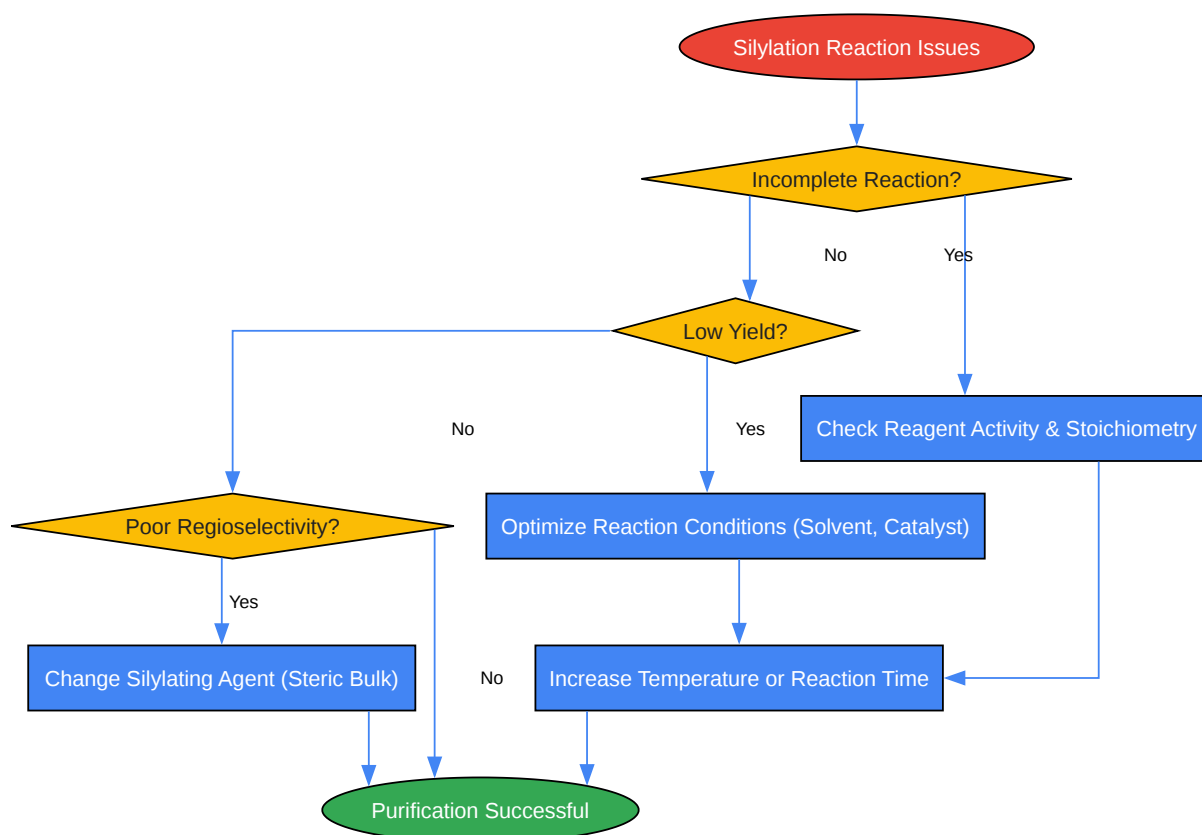 Silylation Reaction Issues
Incomplete Reaction?
No
Yes
Low Yield?
No
Yes
Check Reagent Activity & Stoichiometry
Poor Regioselectivity?
Optimize Reaction Conditions (Solvent, Catalyst)
Yes
Change Silylating Agent (Steric Bulk)
No
Increase Temperature or Reaction Time
Purification Successful